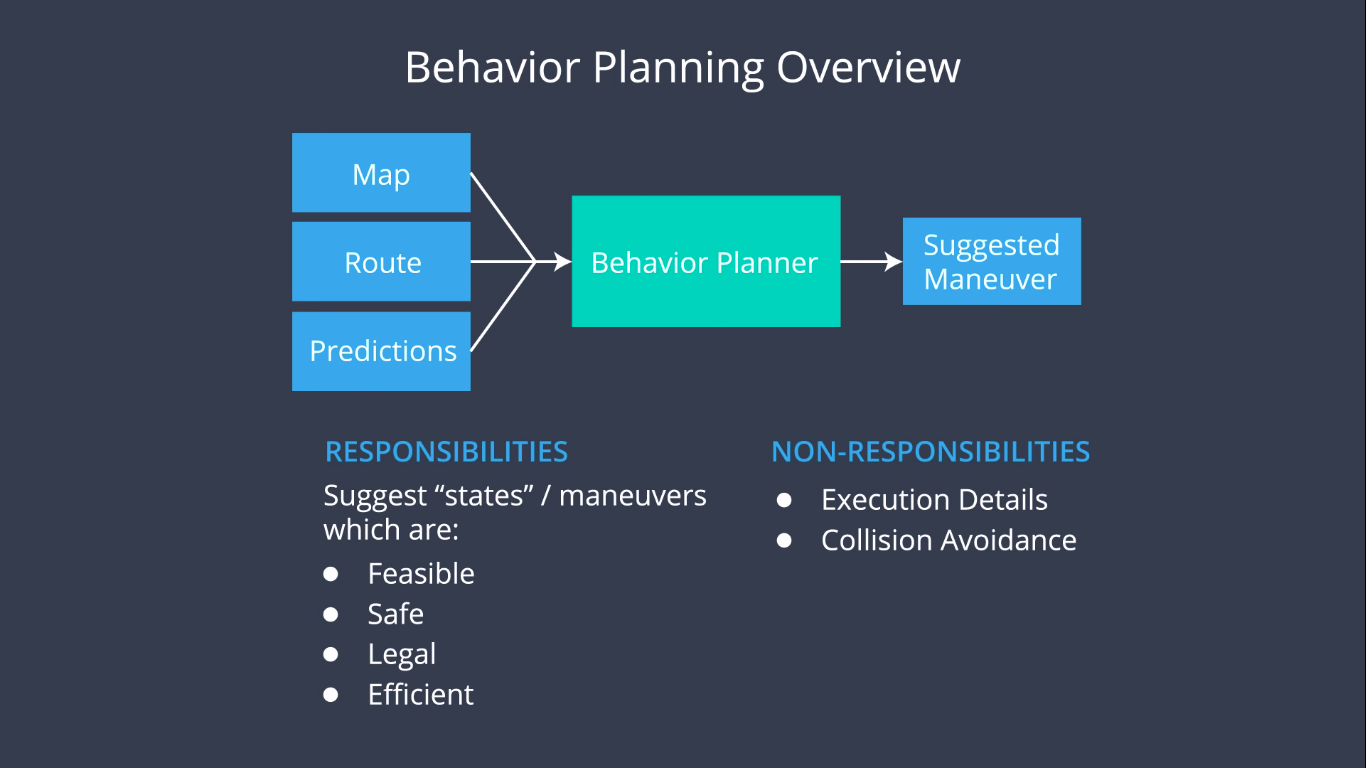 Behavior Planning Overview
Map
Route
Predictions
Behavior Planner
Suggested
Maneuver
RESPONSIBILITIES
Suggest “states” / maneuvers
which are:
● Feasible
● Safe
● Legal
● Efficient
NON-RESPONSIBILITIES
● Execution Details
● Collision Avoidance